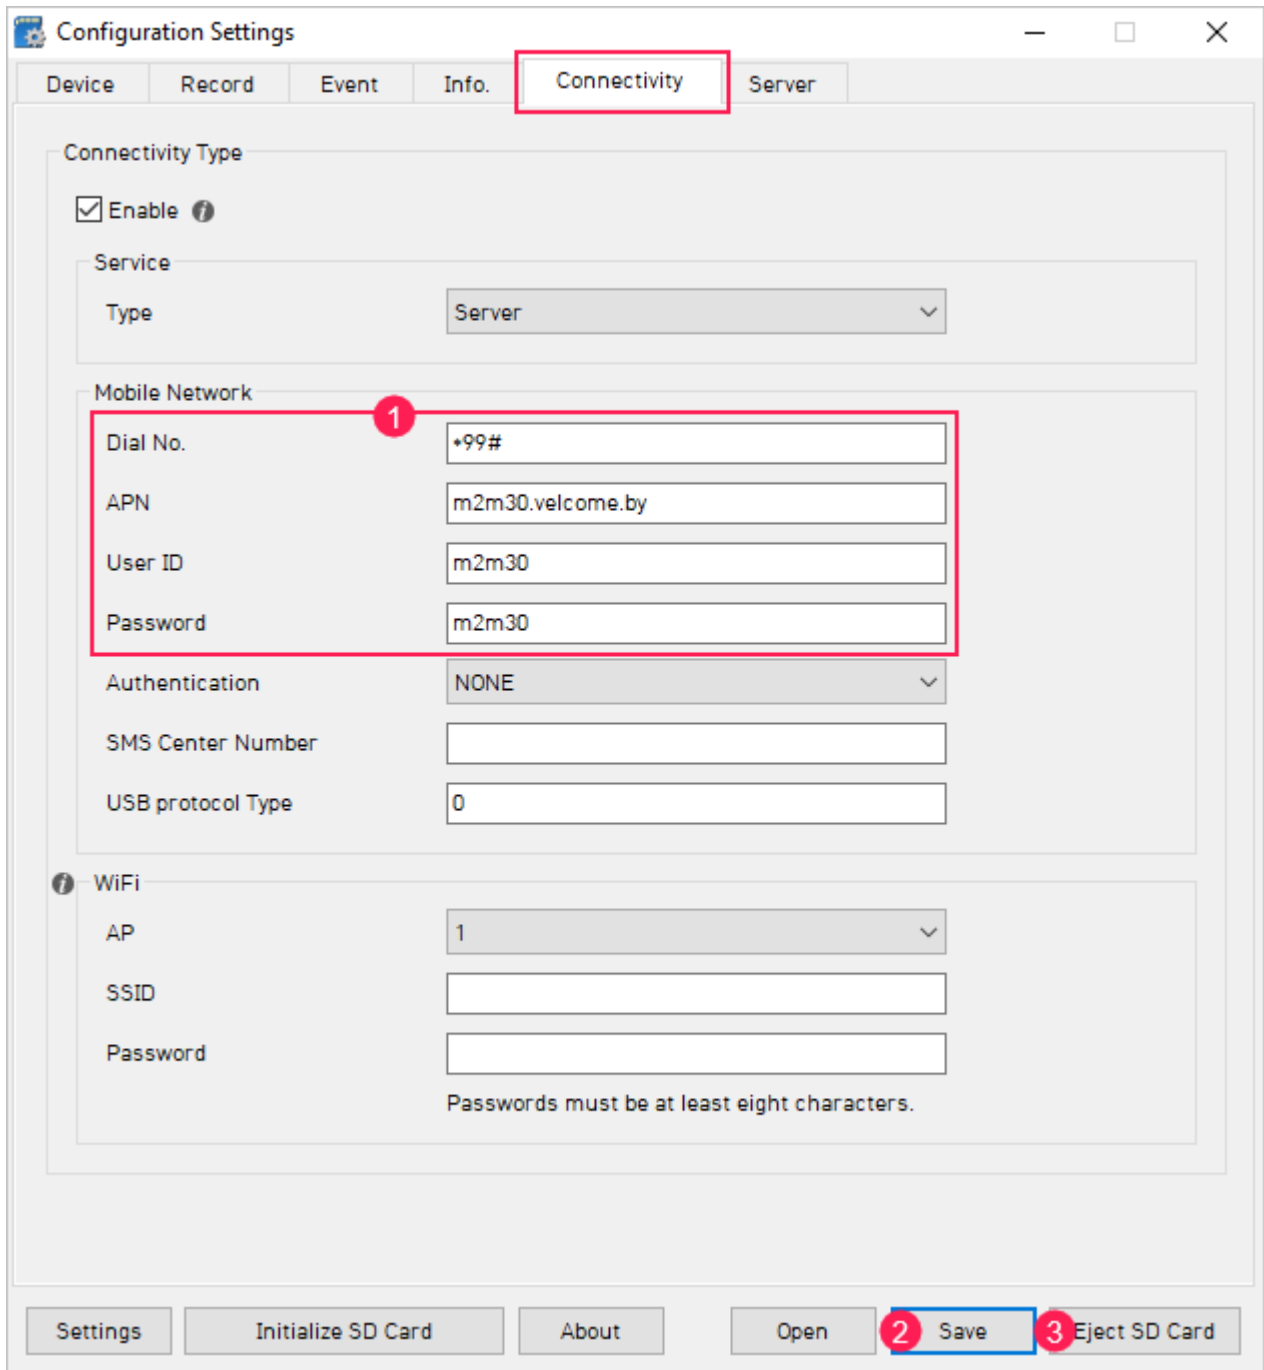 Configuration Settings
Device Record Event Info. Connectivity Server
Connectivity Type
Enable
Service
Type Server
Mobile Network
1
Dial No. *99#
APN m2m30.velcome.by
User ID m2m30
Password m2m30
Authentication NONE
SMS Center Number
USB protocol Type 0
WiFi
AP 1
SSID
Password
Passwords must be at least eight characters.
Settings Initialize SD Card About Open 2 Save 3 Eject SD Card